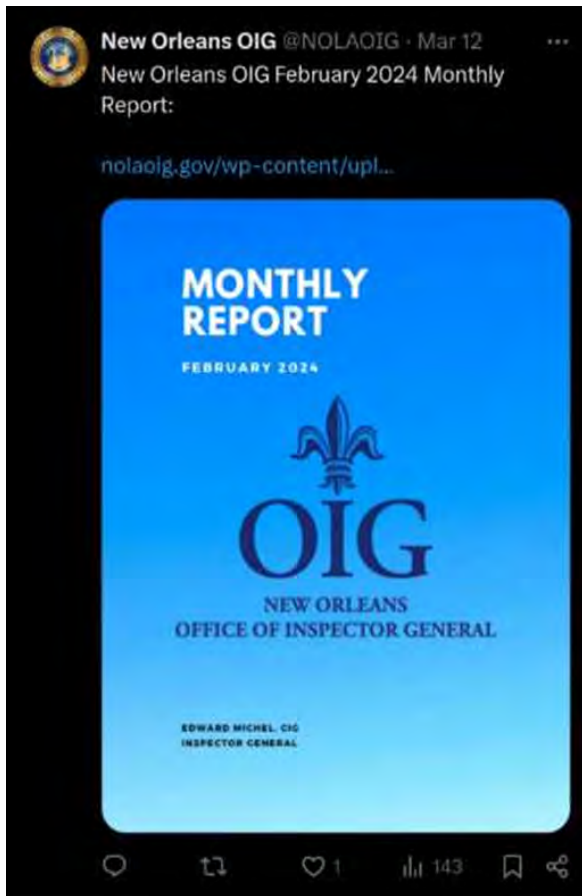 New Orleans OIG @NOLAOIG · Mar 12 ...
New Orleans OIG February 2024 Monthly
Report:
nolaoig.gov/wp-content/upl...
MONTHLY
REPORT
FEBRUARY 2024
OIG
NEW ORLEANS
OFFICE OF INSPECTOR GENERAL
EDWARD MICHEL, CIG
INSPECTOR GENERAL
1 143